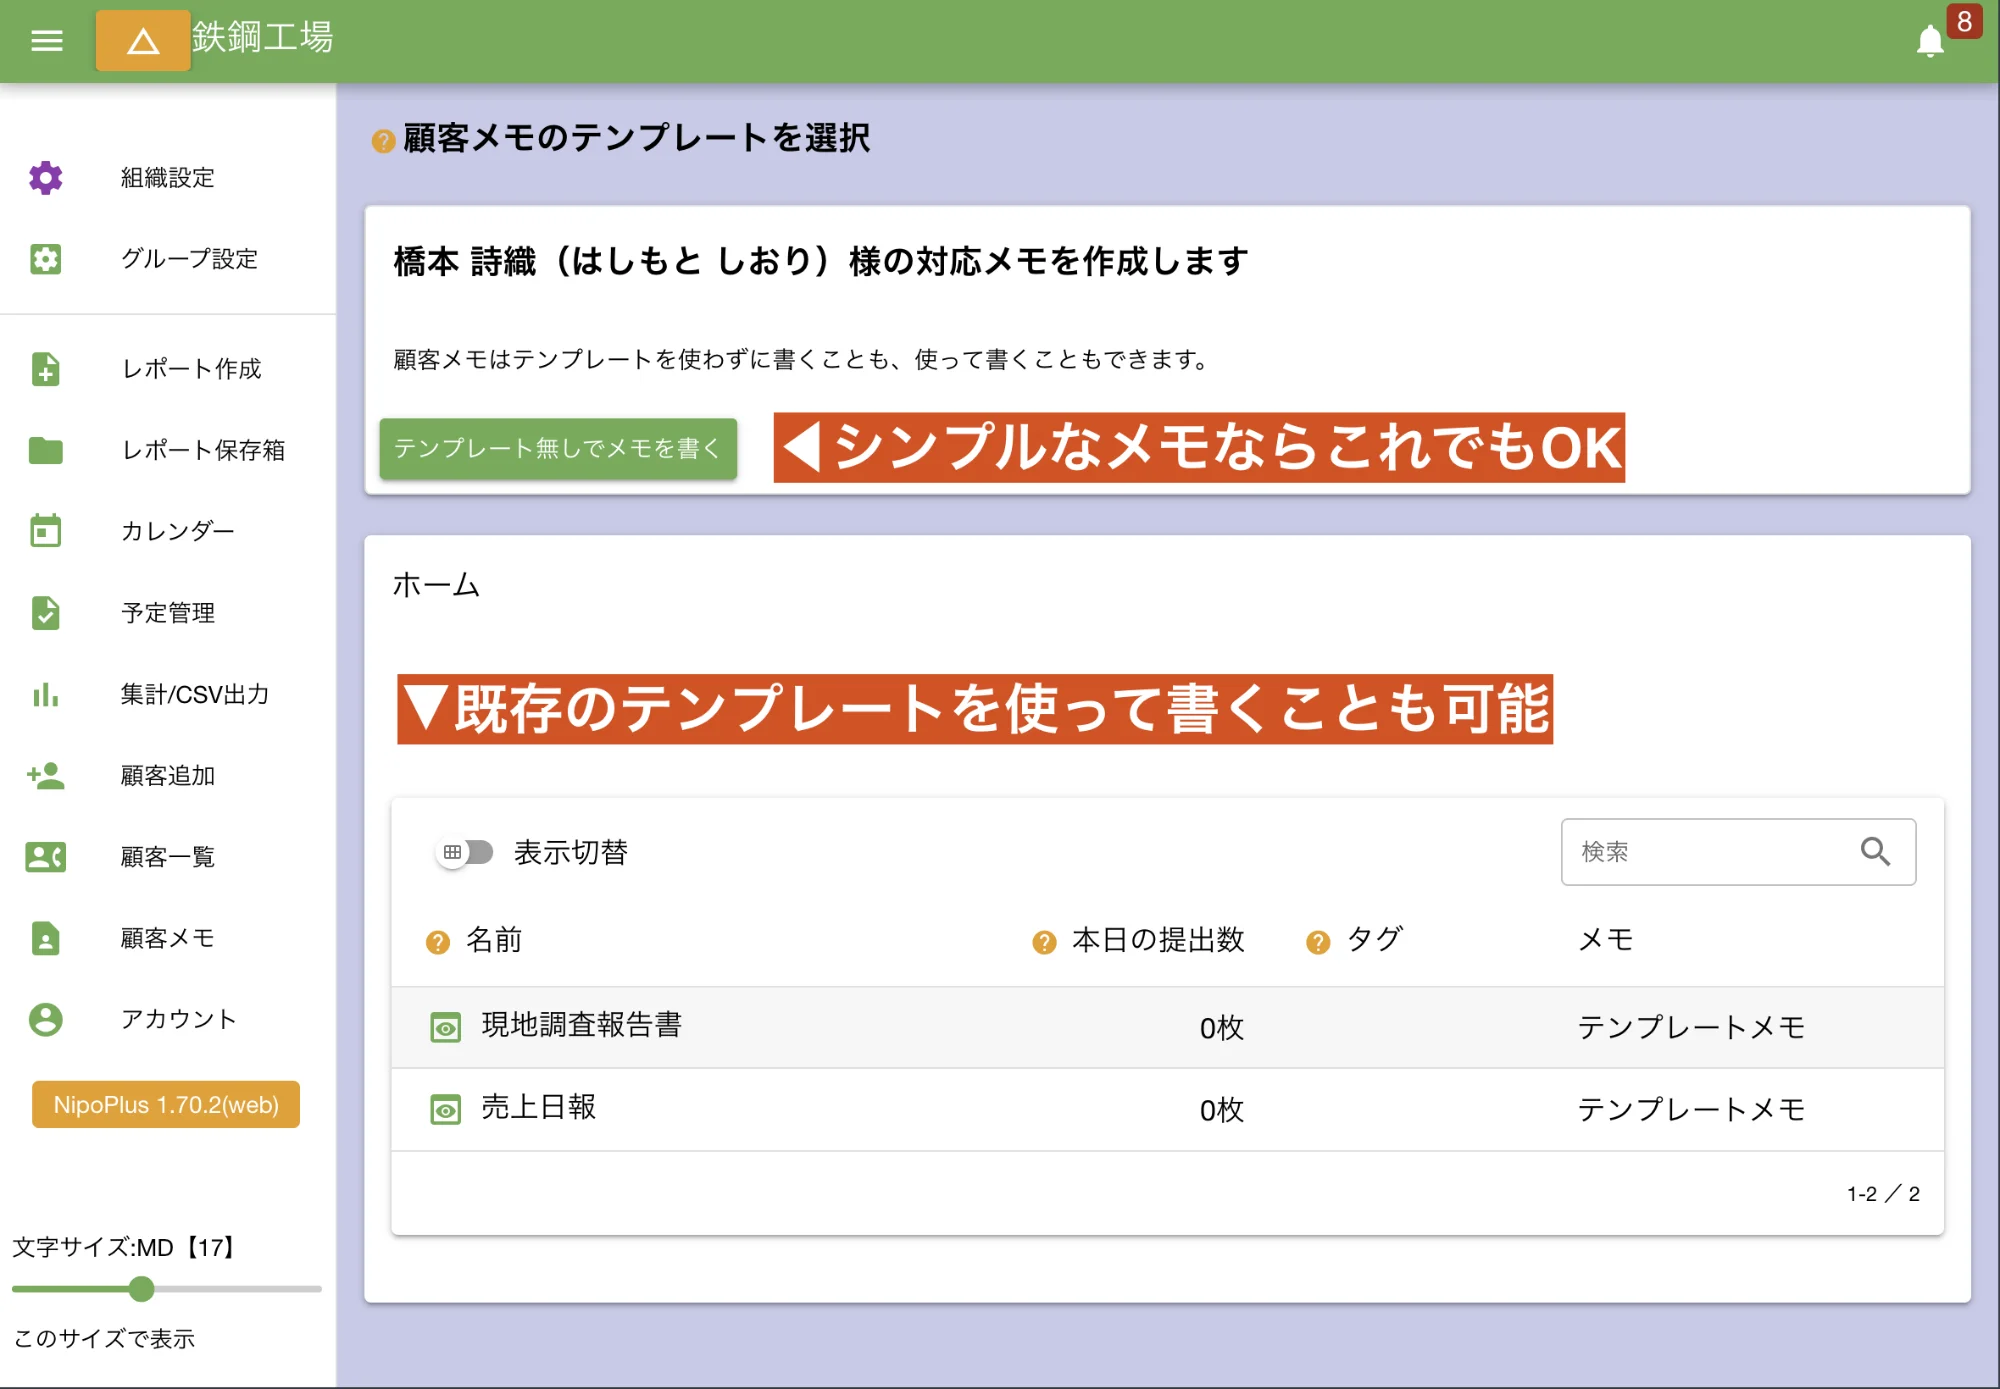 鉄鋼工場
8
組織設定
グループ設定
レポート作成
レポート保存箱
カレンダー
予定管理
集計/CSV出力
顧客追加
顧客一覧
顧客メモ
アカウント
NipoPlus 1.70.2(web)
文字サイズ:MD【17】
このサイズで表示
顧客メモのテンプレートを選択
橋本 詩織（はしもと しおり）様の対応メモを作成します
顧客メモはテンプレートを使わずに書くことも、使って書くこともできます。
テンプレート無しでメモを書く
◀シンプルなメモならこれでもOK
ホーム
▼既存のテンプレートを使って書くことも可能
表示切替
検索
名前 本日の提出数 タグ メモ
現地調査報告書 0枚 テンプレートメモ
売上日報 0枚 テンプレートメモ
1-2 ／ 2